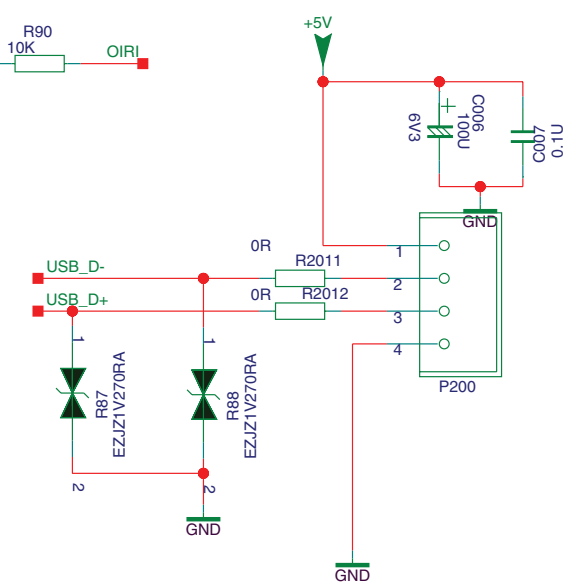 R90
10K
OIRI
+5V
C006
100U
6V3
C007
0.1U
GND
0R
R2011
1
USB_D-
2
0R
R2012
USB_D+
3
4
P200
1
R87
EZJZ1V270RA
2
1
R88
EZJZ1V270RA
2
GND
GND